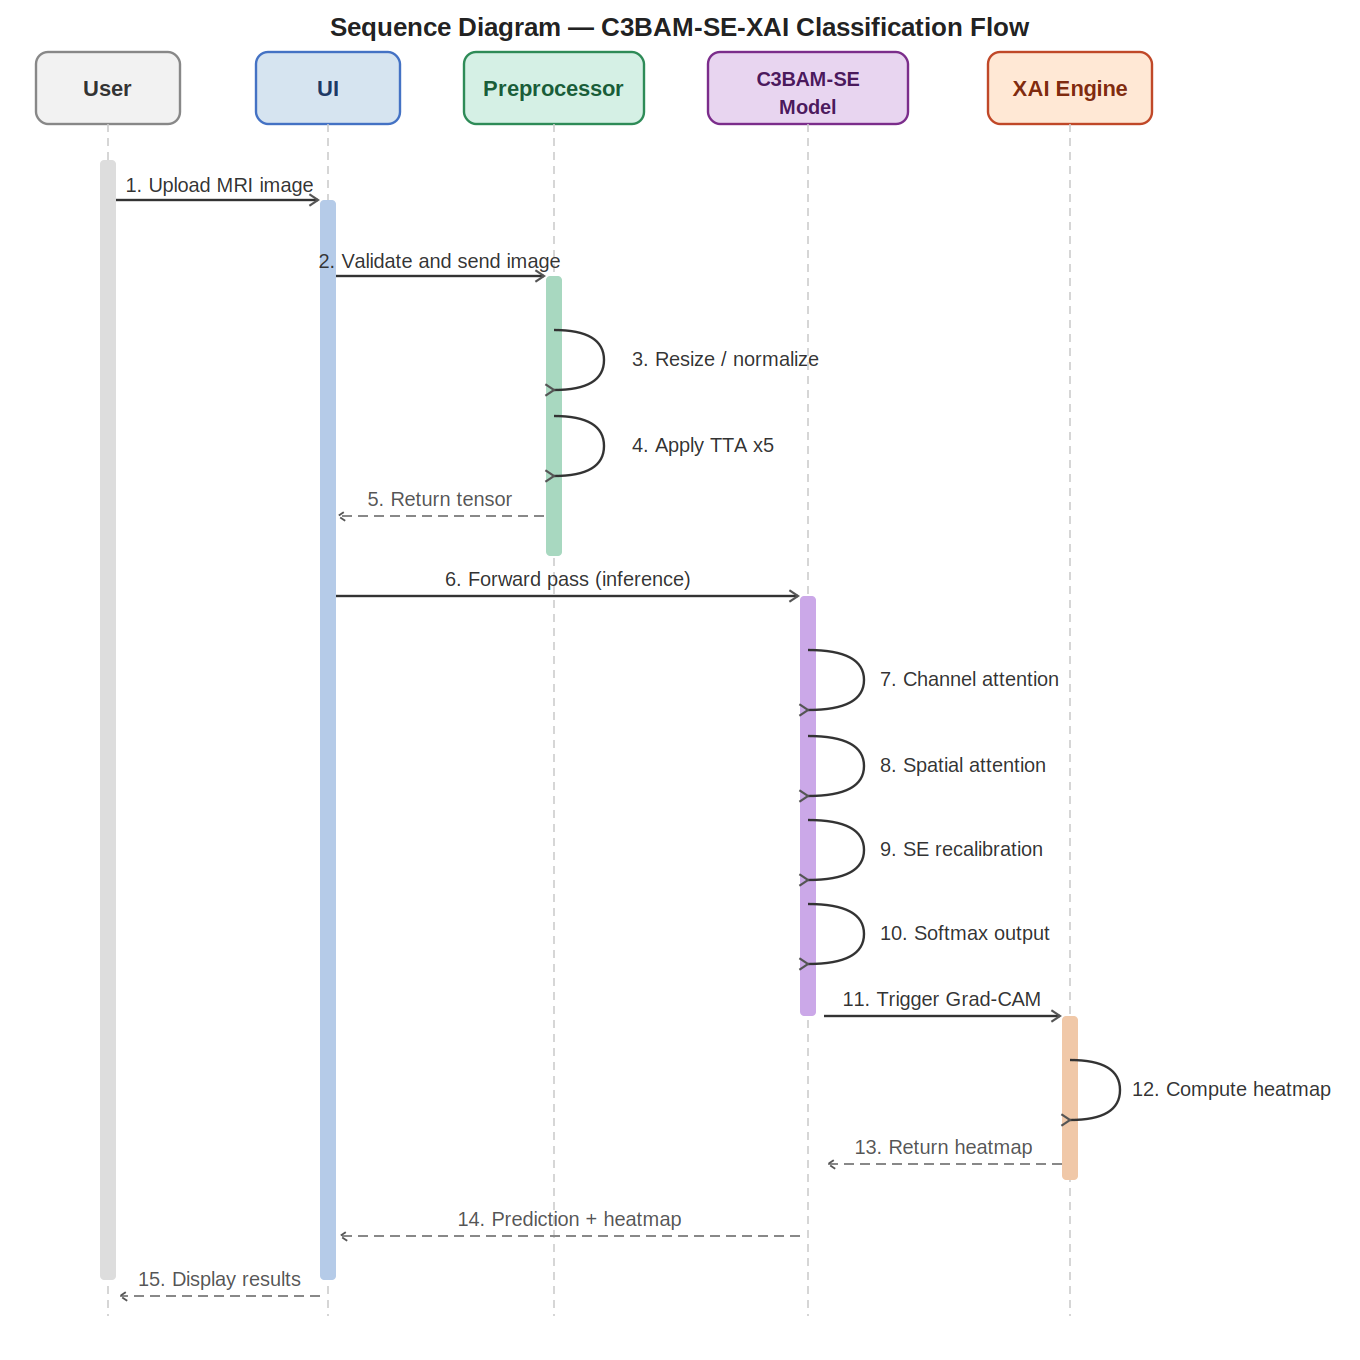 Sequence Diagram — C3BAM-SE-XAI Classification Flow
User
UI
Preprocessor
C3BAM-SE
Model
XAI Engine
1. Upload MRI image
2. Validate and send image
3. Resize / normalize
4. Apply TTA x5
5. Return tensor
6. Forward pass (inference)
7. Channel attention
8. Spatial attention
9. SE recalibration
10. Softmax output
11. Trigger Grad-CAM
12. Compute heatmap
13. Return heatmap
14. Prediction + heatmap
15. Display results